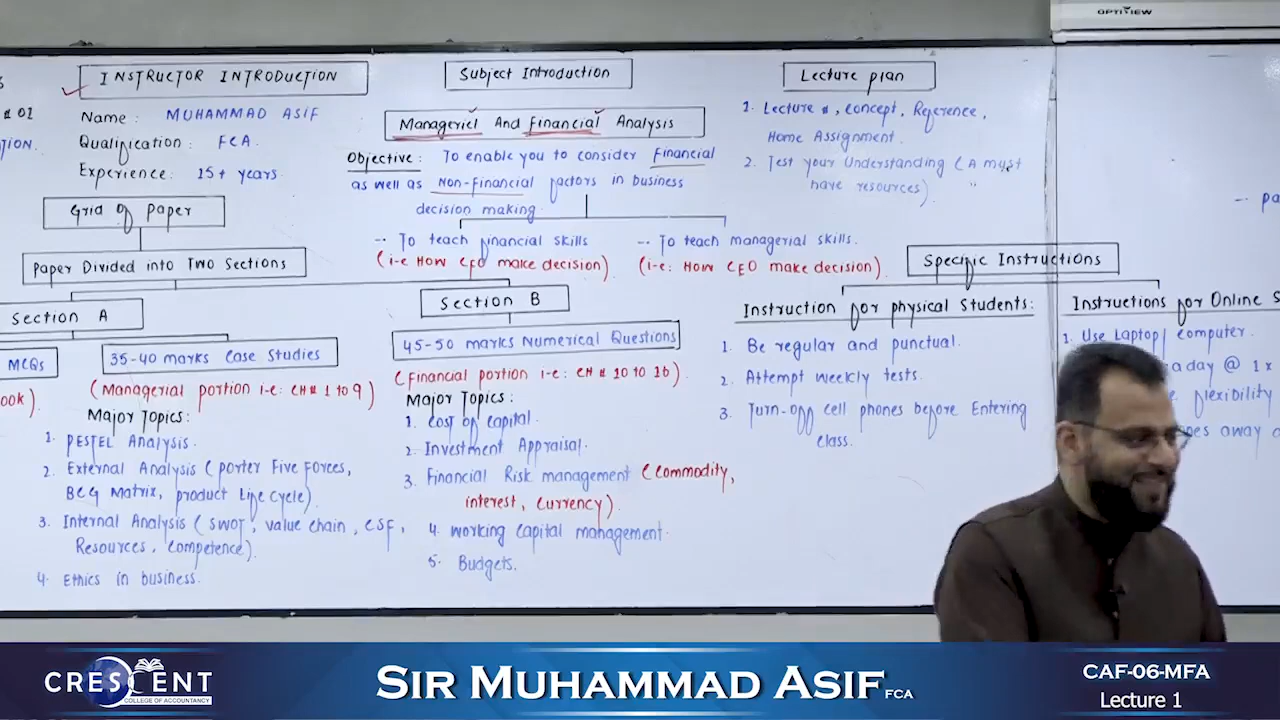 OPTIVIEW
# 01
INSTRUCTOR INTRODUCTION
Name: MUHAMMAD ASIF
Qualification: FCA.
Experience: 15+ years.
Grid of Paper
Paper Divided into Two Sections
Section A
MCQs
35-40 marks Case Studies
(Managerial portion i-e: CH# 1 to 9)
Major Topics:
1. PESTEL Analysis.
2. External Analysis (porter Five Forces,
BCG Matrix, product Life Cycle)
3. Internal Analysis (SWOT, value chain, CSF,
Resources, Competence).
4. Ethics in business.
Subject Introduction
Managerial And Financial Analysis
Objective: To enable you to consider Financial
as well as Non-Financial factors in business
decision making.
-- To teach financial skills
(i-e How CFO make decision)
-- To teach managerial skills.
(i-e: How CEO make decision).
Section B
45-50 marks Numerical Questions
(Financial portion i-e: CH # 10 to 16).
Major Topics:
1. Cost of Capital.
2. Investment Appraisal.
3. Financial Risk management (Commodity,
interest, Currency).
4. Working Capital management.
5. Budgets.
Lecture plan
1. Lecture #, concept, Reference,
Home Assignment.
2. Test your Understanding (A must
have resources)
Specific Instructions
Instruction for physical Students:
1. Be regular and punctual.
2. Attempt weekly tests.
3. Turn-off cell phones before Entering
class.
Instructions for Online
1. Use Laptop/computer.
a day @ 1x
flexibility
away
CRESCENT
COLLEGE OF ACCOUNTANCY
SIR MUHAMMAD ASIF FCA
CAF-06-MFA
Lecture 1